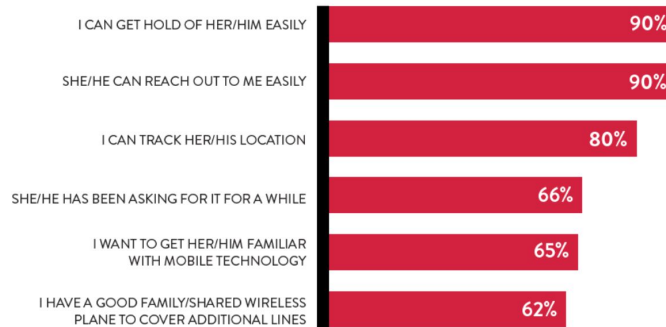 I CAN GET HOLD OF HER/HIM EASILY
90%
SHE/HE CAN REACH OUT TO ME EASILY
90%
I CAN TRACK HER/HIS LOCATION
80%
SHE/HE HAS BEEN ASKING FOR IT FOR A WHILE
66%
I WANT TO GET HER/HIM FAMILIAR
WITH MOBILE TECHNOLOGY
65%
I HAVE A GOOD FAMILY/SHARED WIRELESS
PLANE TO COVER ADDITIONAL LINES
62%